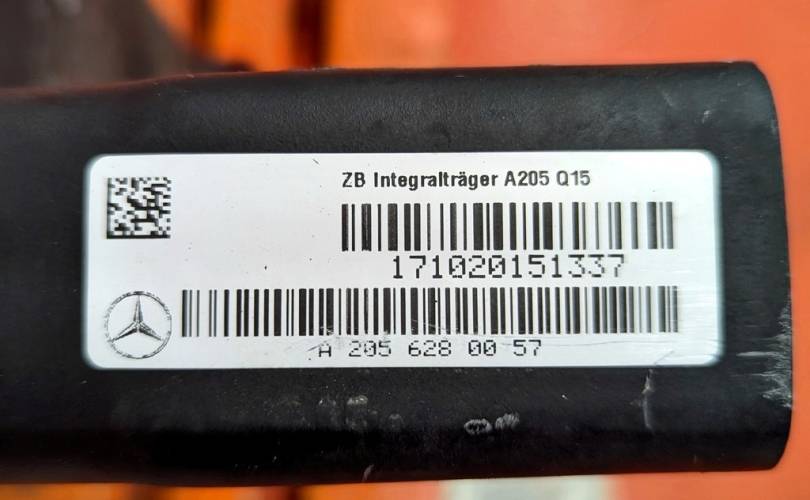 ZB Integralträger A205 Q15
171020151337
A 205 628 00 57